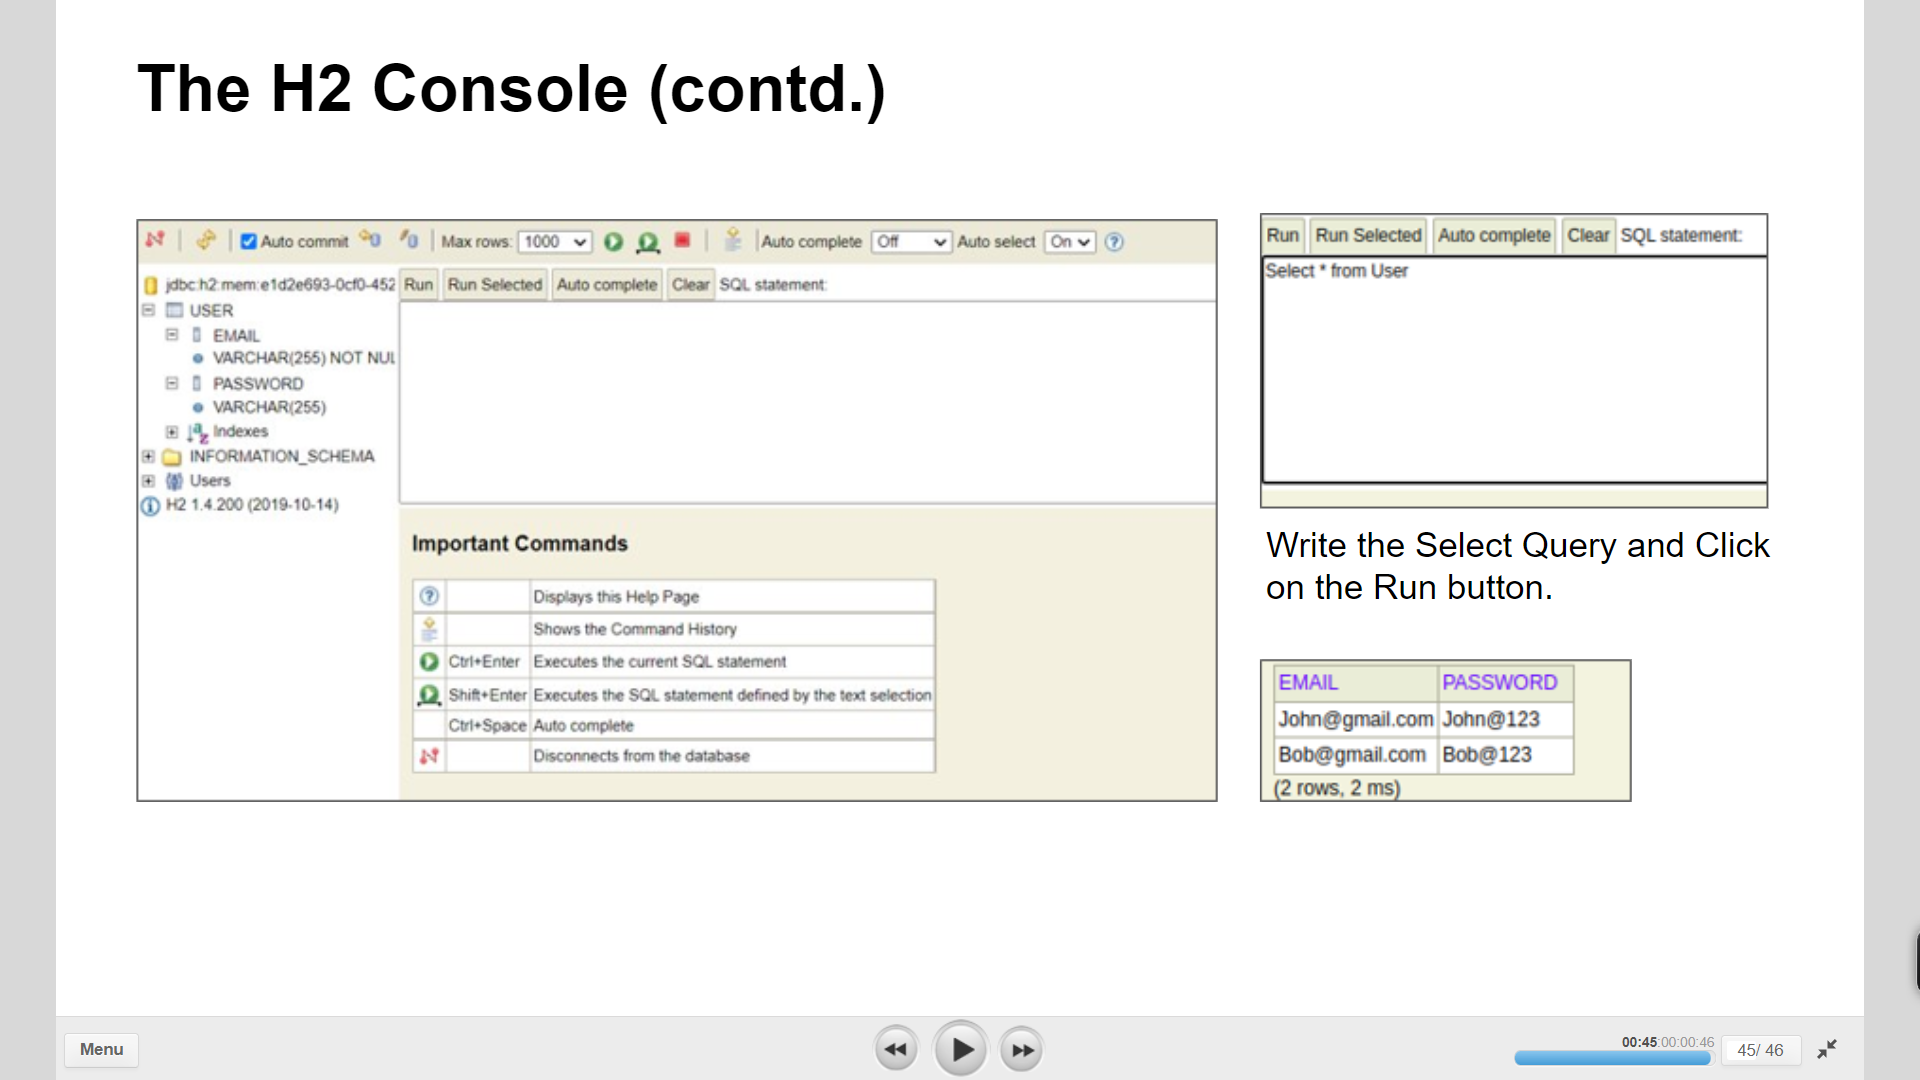 The H2 Console (contd.)
Auto commit Max rows: 1000 Auto complete Off Auto select On
jdbc:h2:mem:e1d2e693-0cf0-452 Run Run Selected Auto complete Clear SQL statement:
USER
EMAIL
VARCHAR(255) NOT NUL
PASSWORD
VARCHAR(255)
Indexes
INFORMATION_SCHEMA
Users
H2 1.4.200 (2019-10-14)
Important Commands
Displays this Help Page
Shows the Command History
Ctrl+Enter Executes the current SQL statement
Shift+Enter Executes the SQL statement defined by the text selection
Ctrl+Space Auto complete
Disconnects from the database
Run Run Selected Auto complete Clear SQL statement:
Select * from User
Write the Select Query and Click
on the Run button.
EMAIL PASSWORD
John@gmail.com John@123
Bob@gmail.com Bob@123
(2 rows, 2 ms)
Menu
00:45:00:00:46
45/ 46